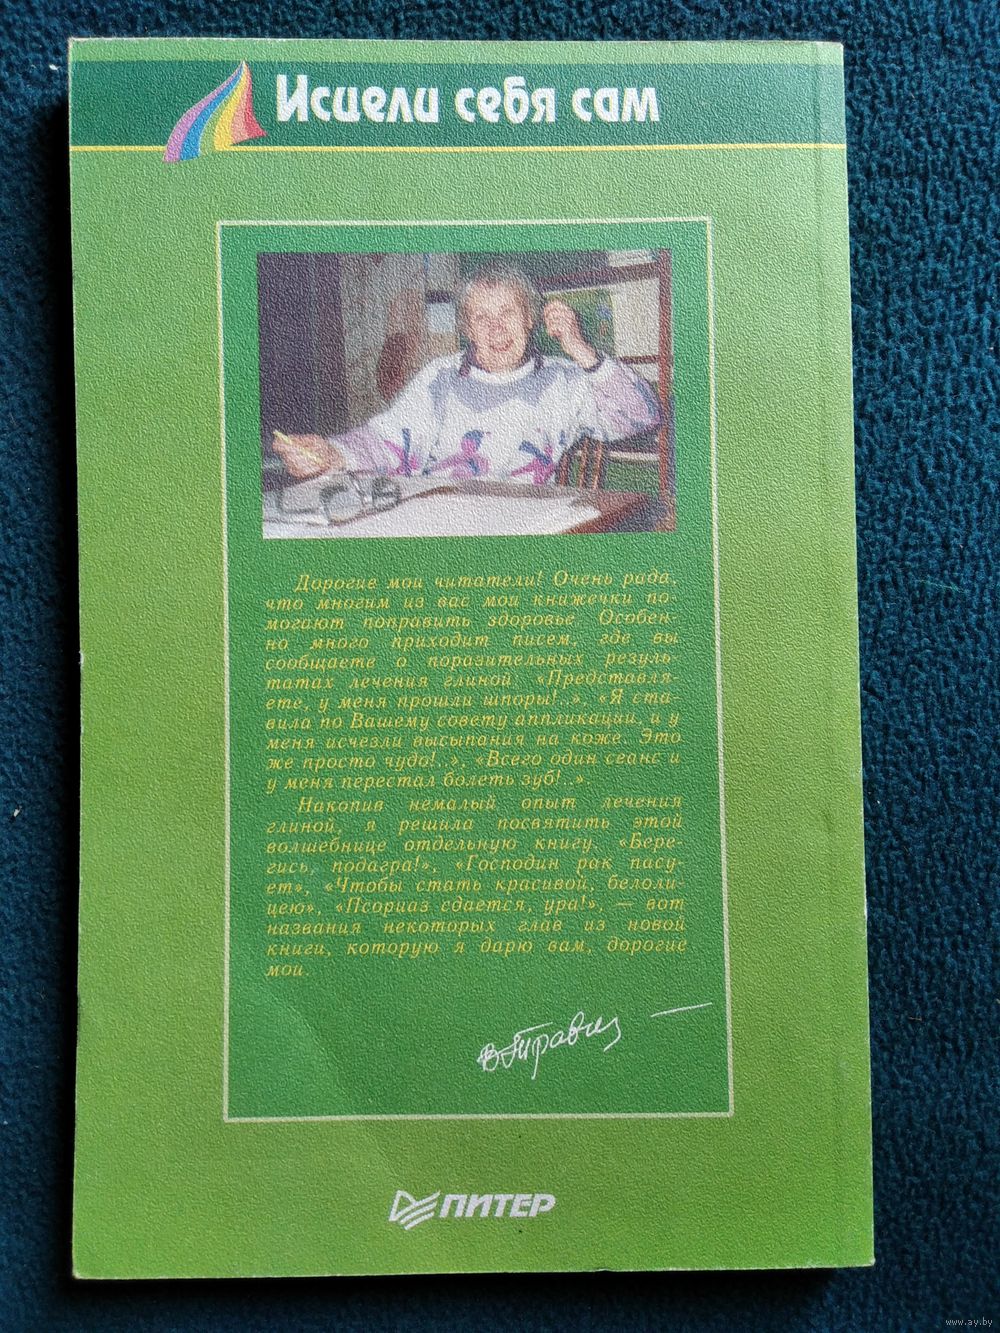 Исцели себя сам
Дорогие мои читатели! Очень рада,
что многим из вас мои книжечки по-
могают поправить здоровье. Особен-
но много приходит писем, где вы
сообщаете о поразительных резуль-
татах лечения глиной: «Представля-
ете, у меня прошли шпоры!..», «Я ста-
вила по Вашему совету аппликации, и у
меня исчезли высыпания на коже. Это
же просто чудо!..», «Всего один сеанс и
у меня перестал болеть зуб!..».
Накопив немалый опыт лечения
глиной, я решила посвятить этой
волшебнице отдельную книгу. «Бере-
гись, подагра!», «Господин рак пасу-
ет», «Чтобы стать красивой, белоли-
цею», «Псориаз сдается, ура!», — вот
названия некоторых глав из новой
книги, которую я дарю вам, дорогие
мои.
ПИТЕР
www.ay.by